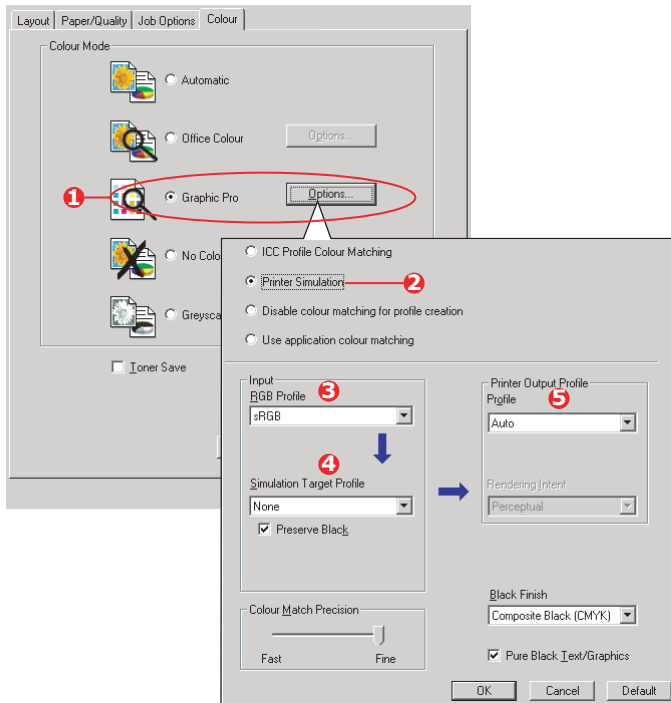 Layout
Paper/Quality
Job Options
Colour
Colour Mode
Automatic
Office Colour
Options...
1
Graphic Pro
Options...
No Colo
Greysca
Toner Save
ICC Profile Colour Matching
Printer Simulation
2
Disable colour matching for profile creation
Use application colour matching
Input
RGB Profile
3
sRGB
4
Simulation Target Profile
None
Preserve Black
Printer Output Profile
Profile
5
Auto
Rendering Intent
Perceptual
Colour Match Precision
Fast
Fine
Black Finish
Composite Black (CMYK)
Pure Black Text/Graphics
OK
Cancel
Default